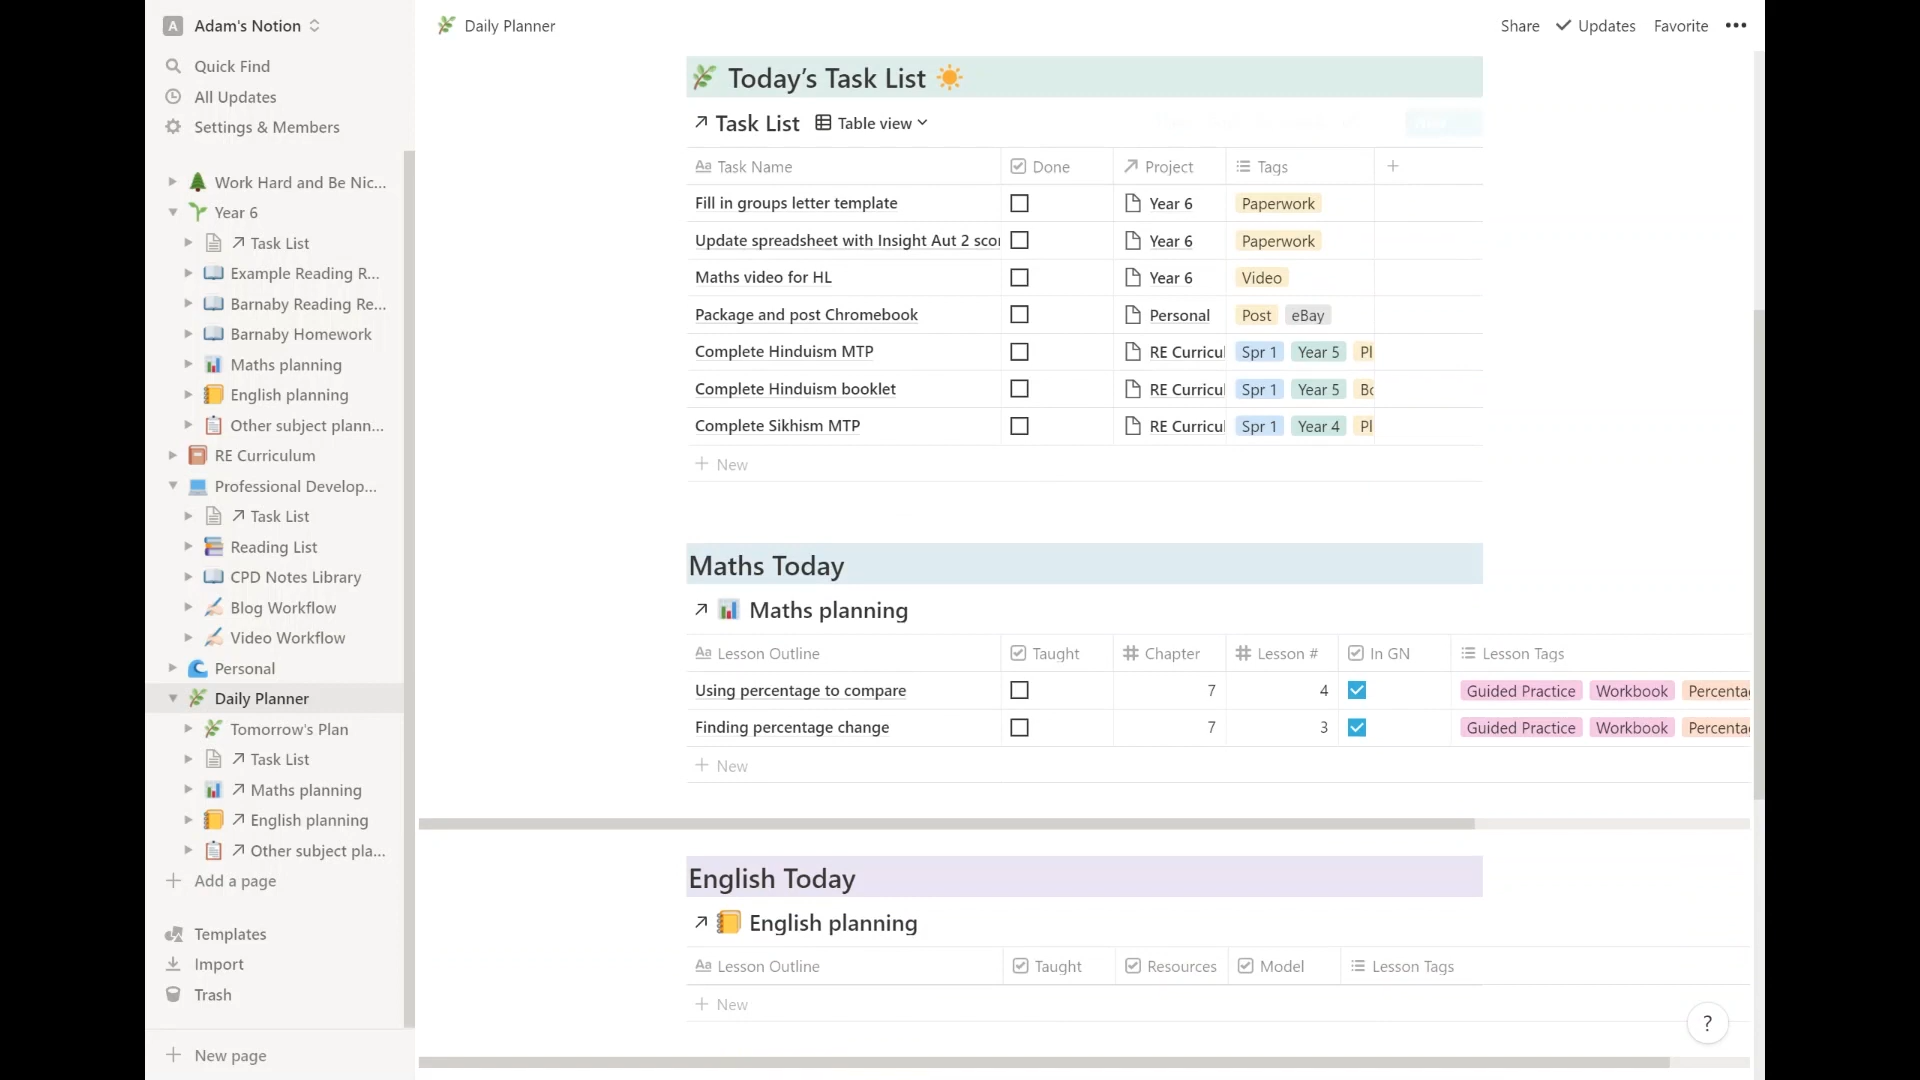 A Adam's Notion
Quick Find
All Updates
Settings & Members
Work Hard and Be Nic...
Year 6
Task List
Example Reading R...
Barnaby Reading Re...
Barnaby Homework
Maths planning
English planning
Other subject plann...
RE Curriculum
Professional Develop...
Task List
Reading List
CPD Notes Library
Blog Workflow
Video Workflow
Personal
Daily Planner
Tomorrow's Plan
Task List
Maths planning
English planning
Other subject pla...
Add a page
Templates
Import
Trash
New page
Daily Planner
Share Updates Favorite •••
Today’s Task List
Task List Table view
Aa Task Name Done Project Tags +
Fill in groups letter template Year 6 Paperwork
Update spreadsheet with Insight Aut 2 scor Year 6 Paperwork
Maths video for HL Year 6 Video
Package and post Chromebook Personal Post eBay
Complete Hinduism MTP RE Curricul Spr 1 Year 5 Pl
Complete Hinduism booklet RE Curricul Spr 1 Year 5 Bo
Complete Sikhism MTP RE Curricul Spr 1 Year 4 Pl
+ New
Maths Today
Maths planning
Aa Lesson Outline Taught # Chapter # Lesson # In GN Lesson Tags
Using percentage to compare 7 4 Guided Practice Workbook Percenta
Finding percentage change 7 3 Guided Practice Workbook Percenta
+ New
English Today
English planning
Aa Lesson Outline Taught Resources Model Lesson Tags
+ New
?